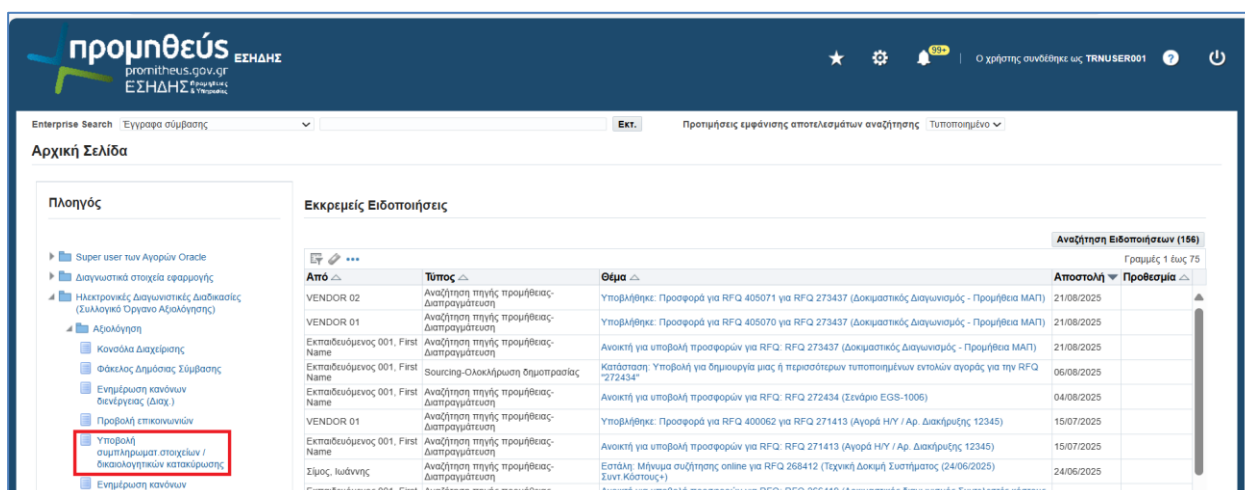 προμηθεύς ΕΣΗΔΗΣ
promitheus.gov.gr
ΕΣΗΔΗΣ Προμήθειες & Υπηρεσίες
99+
Ο χρήστης συνδέθηκε ως TRNUSER001
Enterprise Search Έγγραφα σύμβασης Εκτ. Προτιμήσεις εμφάνισης αποτελεσμάτων αναζήτησης Τυποποιημένο
Αρχική Σελίδα
Πλοηγός
Super user των Αγορών Oracle
Διαγνωστικά στοιχεία εφαρμογής
Ηλεκτρονικές Διαγωνιστικές Διαδικασίες
(Συλλογικό Όργανο Αξιολόγησης)
Αξιολόγηση
Κονσόλα Διαχείρισης
Φάκελος Δημόσιας Σύμβασης
Ενημέρωση κανόνων
διενέργειας (Διαχ.)
Προβολή επικοινωνιών
Υποβολή
συμπληρωματ.στοιχείων /
δικαιολογητικών κατακύρωσης
Ενημέρωση κανόνων
Εκκρεμείς Ειδοποιήσεις
Αναζήτηση Ειδοποιήσεων (156)
Γραμμές 1 έως 75
Από Τύπος Θέμα Αποστολή Προθεσμία
VENDOR 02 Αναζήτηση πηγής προμήθειας-
Διαπραγμάτευση Υποβλήθηκε: Προσφορά για RFQ 405071 για RFQ 273437 (Δοκιμαστικός Διαγωνισμός - Προμήθεια ΜΑΠ) 21/08/2025
VENDOR 01 Αναζήτηση πηγής προμήθειας-
Διαπραγμάτευση Υποβλήθηκε: Προσφορά για RFQ 405070 για RFQ 273437 (Δοκιμαστικός Διαγωνισμός - Προμήθεια ΜΑΠ) 21/08/2025
Εκπαιδευόμενος 001, First Αναζήτηση πηγής προμήθειας-
Name Διαπραγμάτευση Ανοικτή για υποβολή προσφορών για RFQ: RFQ 273437 (Δοκιμαστικός Διαγωνισμός - Προμήθεια ΜΑΠ) 21/08/2025
Εκπαιδευόμενος 001, First Sourcing-Ολοκλήρωση δημοπρασίας Κατάσταση: Υποβολή για δημιουργία μιας ή περισσότερων τυποποιημένων εντολών αγοράς για την RFQ 06/08/2025
Name "272434"
Εκπαιδευόμενος 001, First Αναζήτηση πηγής προμήθειας-
Name Διαπραγμάτευση Ανοικτή για υποβολή προσφορών για RFQ: RFQ 272434 (Σενάριο EGS-1006) 04/08/2025
VENDOR 01 Αναζήτηση πηγής προμήθειας-
Διαπραγμάτευση Υποβλήθηκε: Προσφορά για RFQ 400062 για RFQ 271413 (Αγορά Η/Υ / Αρ. Διακήρυξης 12345) 15/07/2025
Εκπαιδευόμενος 001, First Αναζήτηση πηγής προμήθειας-
Name Διαπραγμάτευση Ανοικτή για υποβολή προσφορών για RFQ: RFQ 271413 (Αγορά Η/Υ / Αρ. Διακήρυξης 12345) 15/07/2025
Σίμος, Ιωάννης Αναζήτηση πηγής προμήθειας- Εστάλη: Μήνυμα συζήτησης online για RFQ 268412 (Τεχνική Δοκιμή Συστήματος (24/06/2025) 24/06/2025
Διαπραγμάτευση Συντ.Κόστους+)